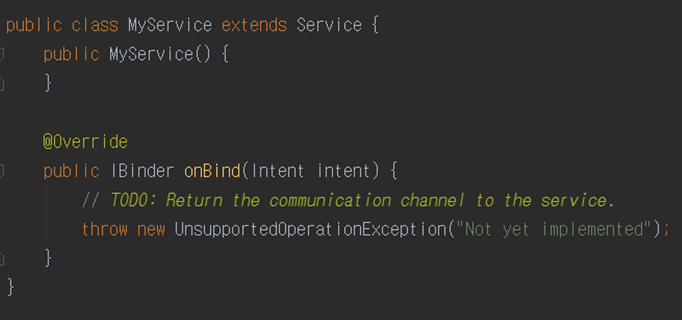 public class MyService extends Service {
public MyService() {
}
@Override
public IBinder onBind(Intent intent) {
// TODO: Return the communication channel to the service.
throw new UnsupportedOperationException("Not yet implemented");
}
}